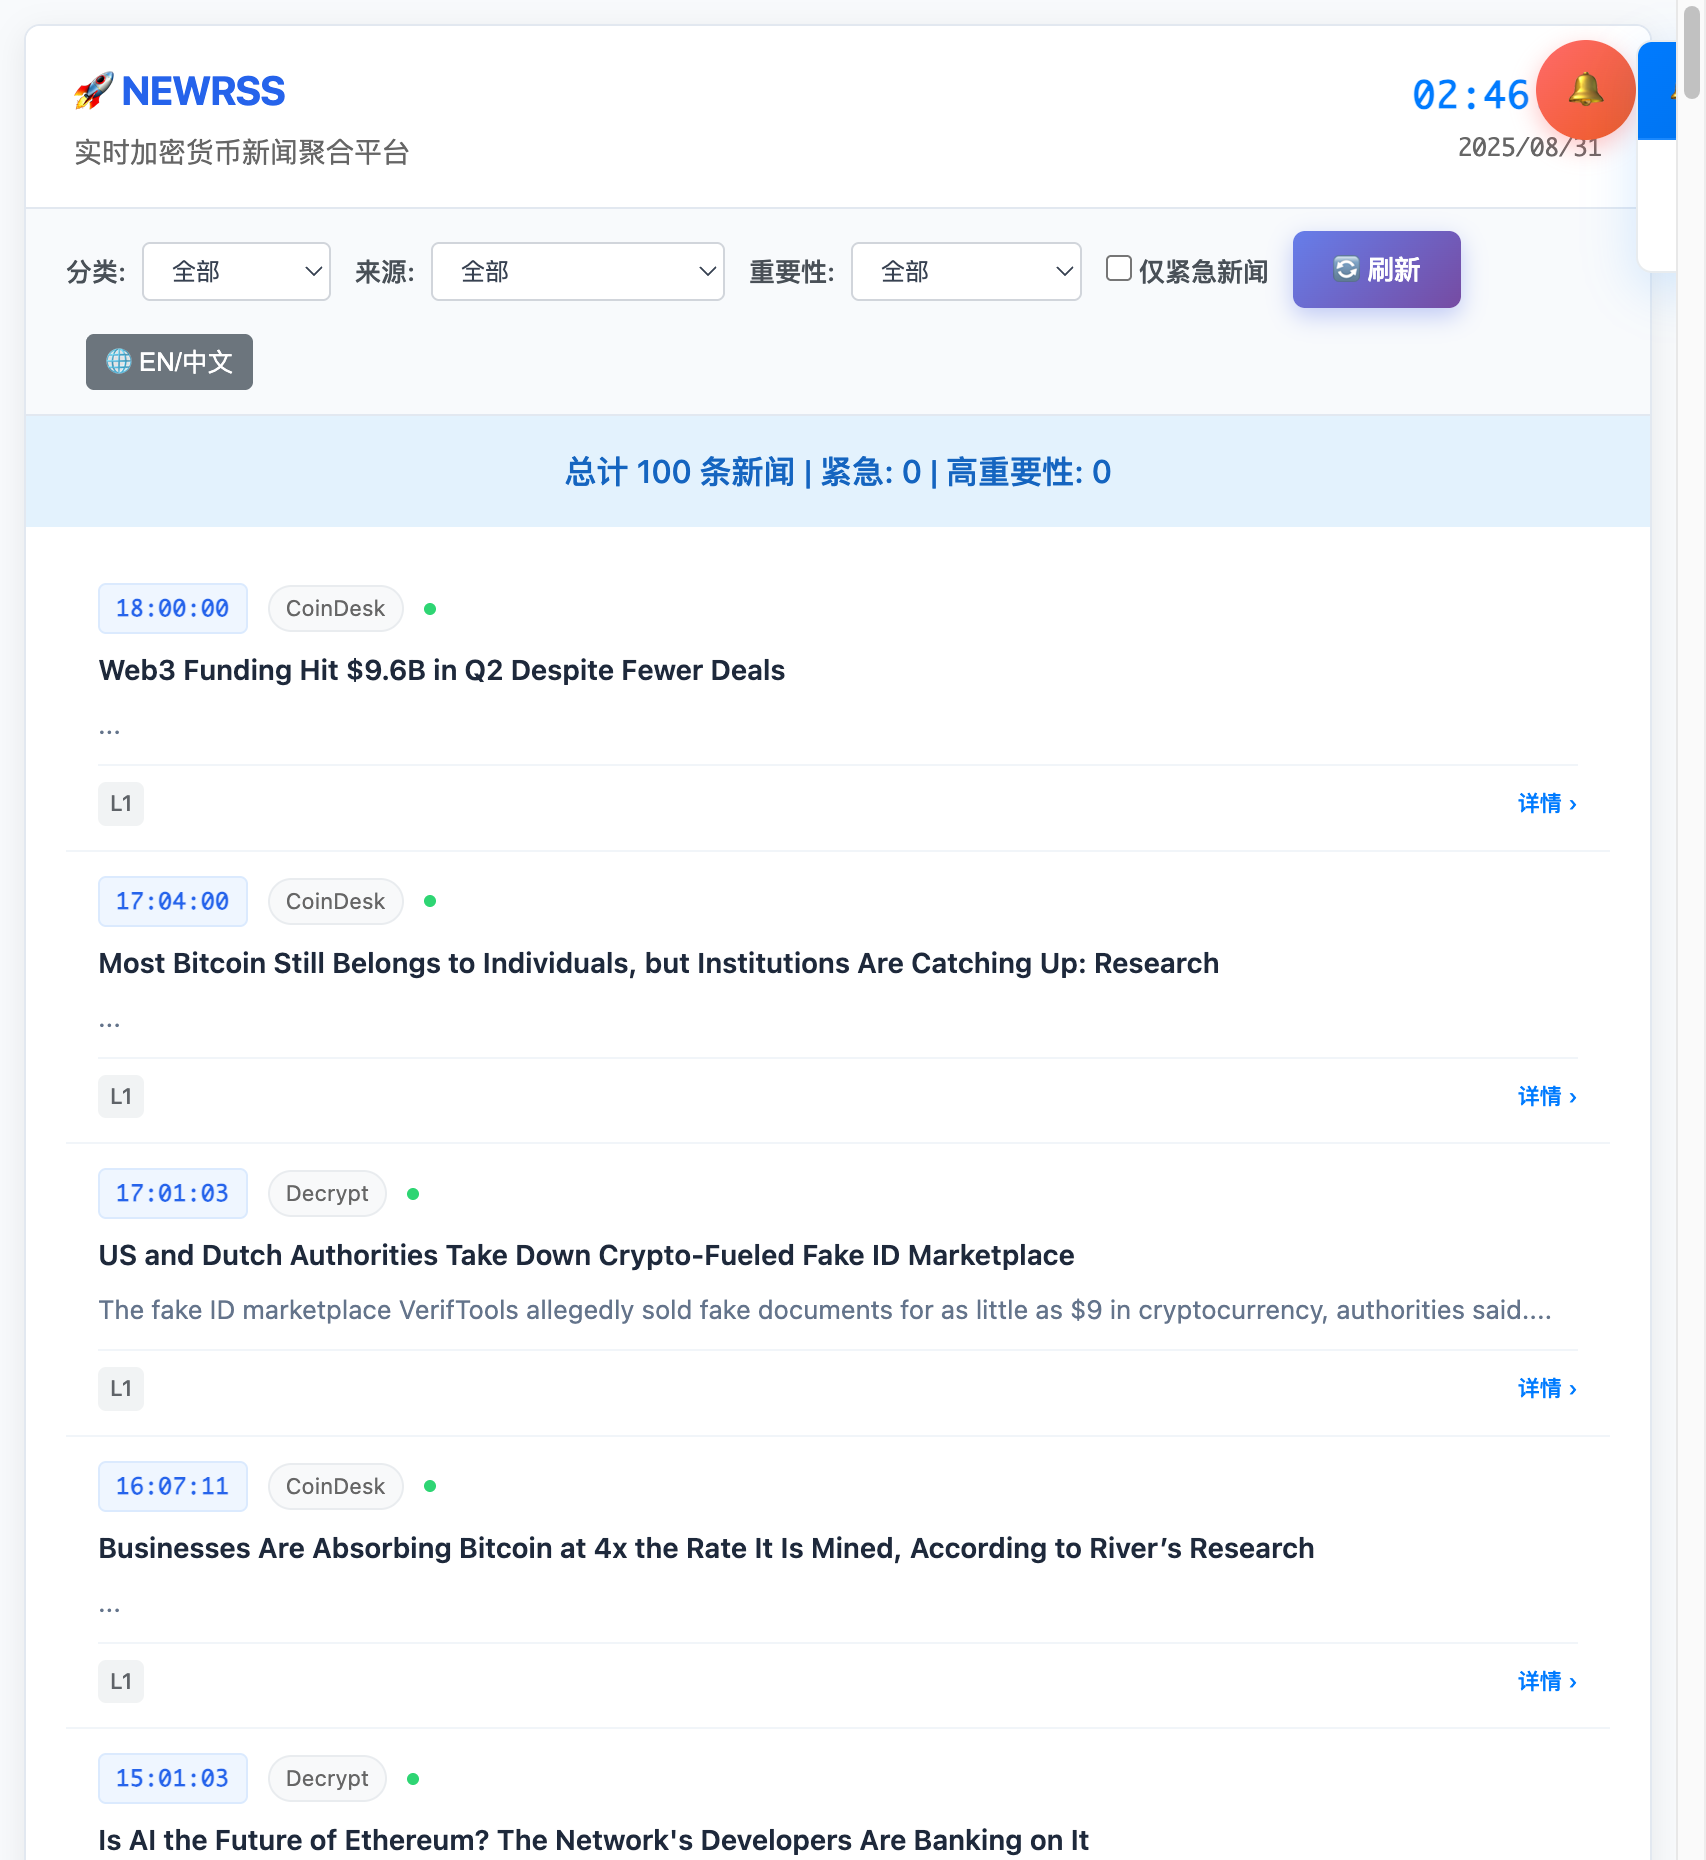 🚀 NEWRSS
实时加密货币新闻聚合平台
02:46
2025/08/31
分类: 全部 来源: 全部 重要性: 全部 仅紧急新闻 🔄 刷新
🌐 EN/中文
总计 100 条新闻 | 紧急: 0 | 高重要性: 0
18:00:00 CoinDesk
Web3 Funding Hit $9.6B in Q2 Despite Fewer Deals
...
L1 详情 ›
17:04:00 CoinDesk
Most Bitcoin Still Belongs to Individuals, but Institutions Are Catching Up: Research
...
L1 详情 ›
17:01:03 Decrypt
US and Dutch Authorities Take Down Crypto-Fueled Fake ID Marketplace
The fake ID marketplace VerifTools allegedly sold fake documents for as little as $9 in cryptocurrency, authorities said....
L1 详情 ›
16:07:11 CoinDesk
Businesses Are Absorbing Bitcoin at 4x the Rate It Is Mined, According to River’s Research
...
L1 详情 ›
15:01:03 Decrypt
Is AI the Future of Ethereum? The Network's Developers Are Banking on It